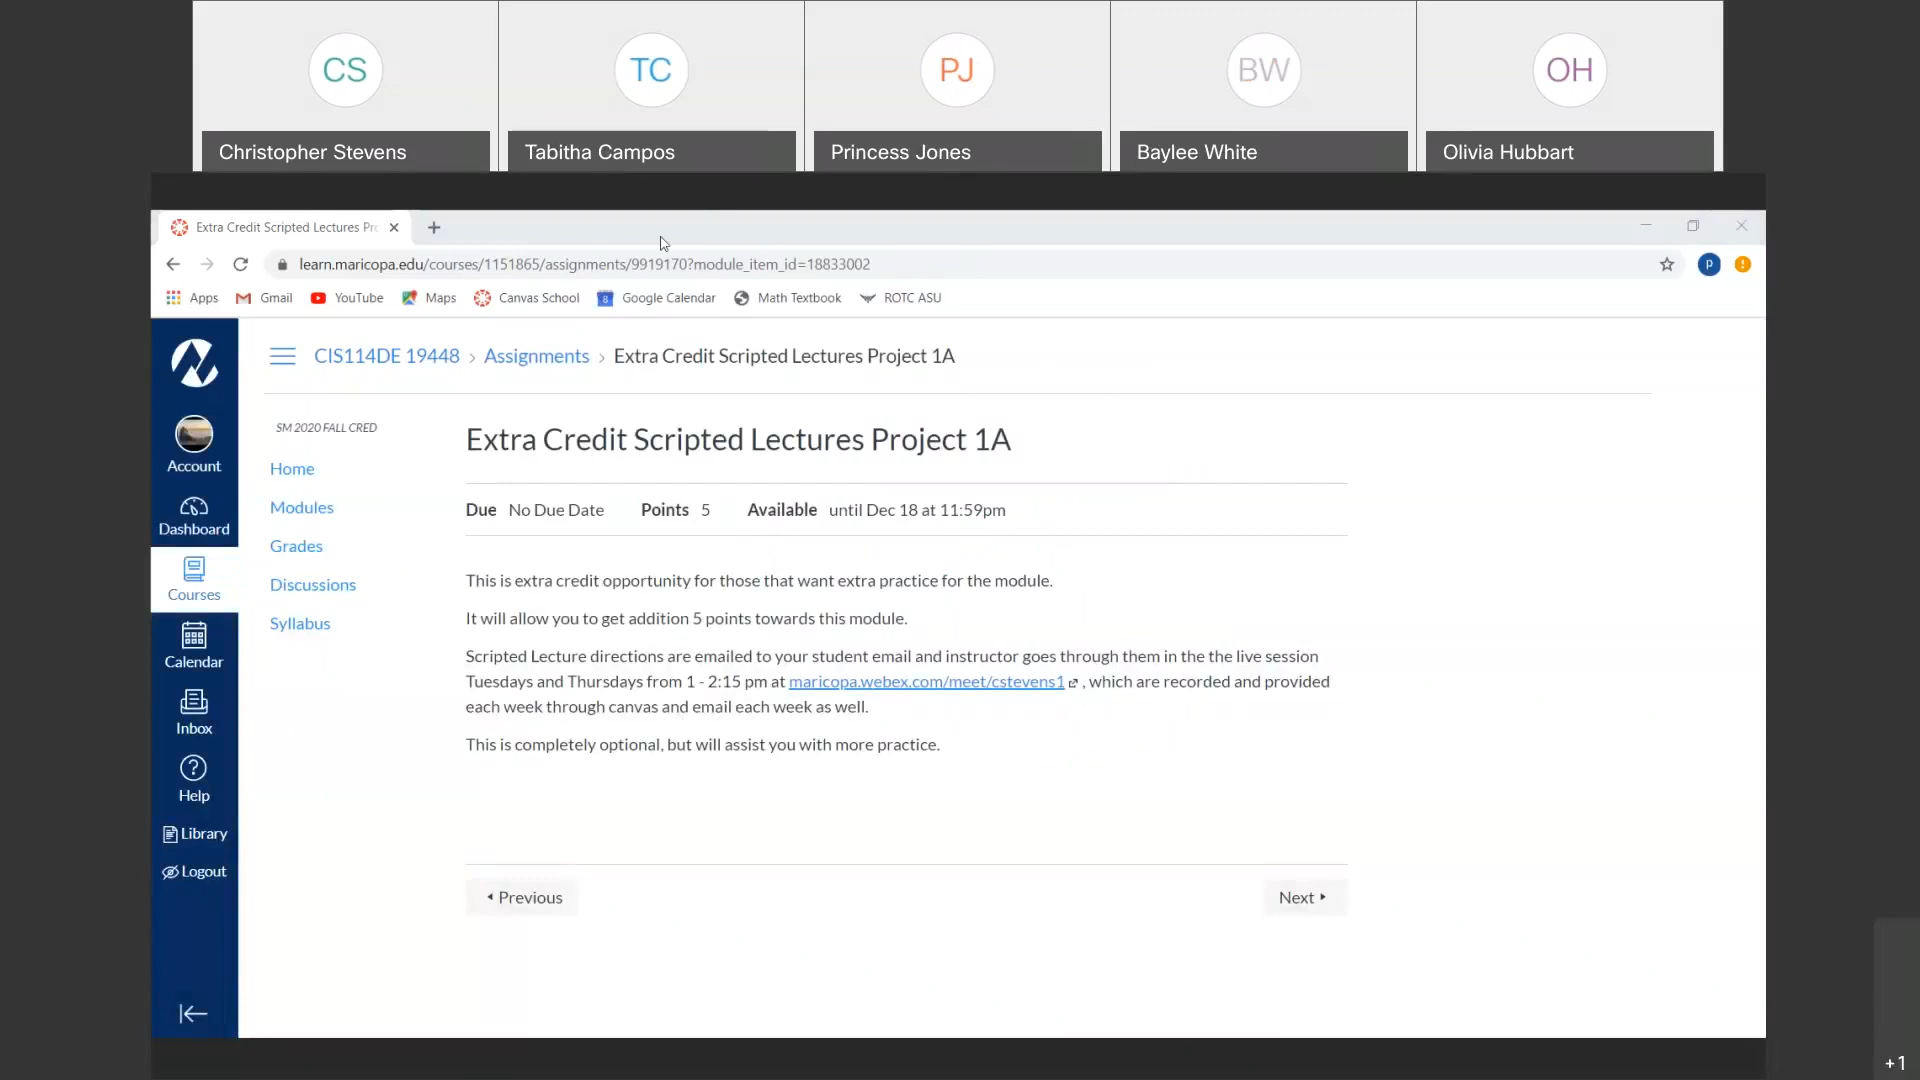 CS
TC
PJ
BW
OH
Christopher Stevens
Tabitha Campos
Princess Jones
Baylee White
Olivia Hubbart
Extra Credit Scripted Lectures Pr
learn.maricopa.edu/courses/1151865/assignments/9919170?module_item_id=18833002
P
Apps
Gmail
YouTube
Maps
Canvas School
8
Google Calendar
Math Textbook
ROTC ASU
CIS114DE 19448 › Assignments › Extra Credit Scripted Lectures Project 1A
Account
Dashboard
Courses
Calendar
Inbox
Help
Library
Logout
SM 2020 FALL CRED
Home
Modules
Grades
Discussions
Syllabus
Extra Credit Scripted Lectures Project 1A
Due No Due Date Points 5 Available until Dec 18 at 11:59pm
This is extra credit opportunity for those that want extra practice for the module.
It will allow you to get addition 5 points towards this module.
Scripted Lecture directions are emailed to your student email and instructor goes through them in the the live session
Tuesdays and Thursdays from 1 - 2:15 pm at maricopa.webex.com/meet/cstevens1 , which are recorded and provided
each week through canvas and email each week as well.
This is completely optional, but will assist you with more practice.
Previous
Next
+1